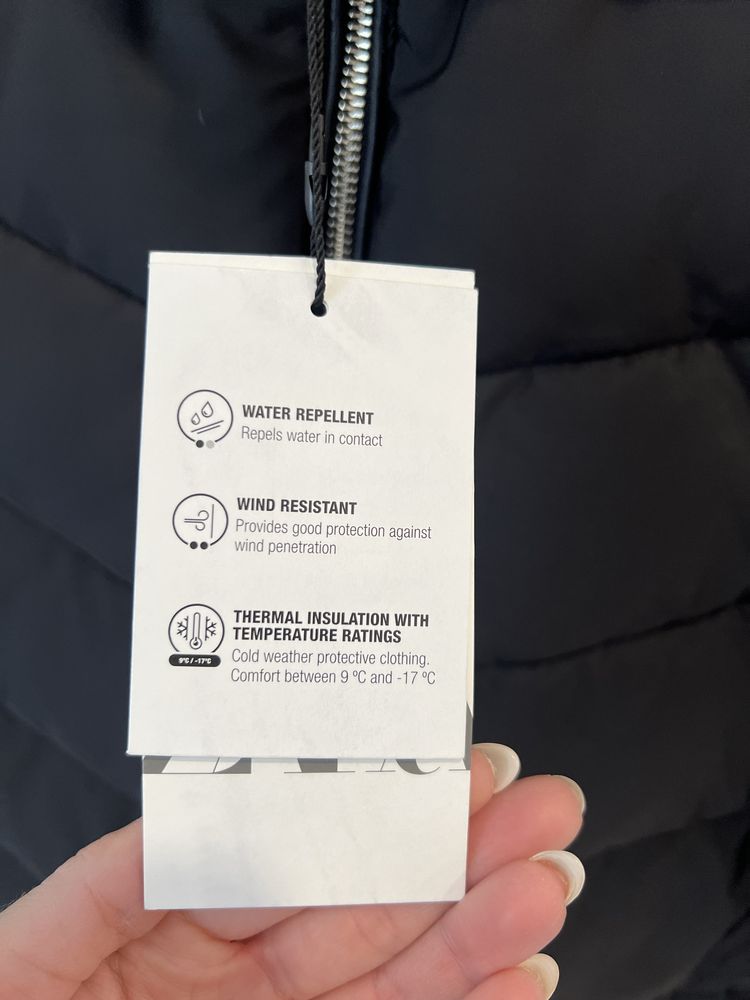 WATER REPELLENT
Repels water in contact
WIND RESISTANT
Provides good protection against
wind penetration
THERMAL INSULATION WITH
TEMPERATURE RATINGS
9ºC / -17ºC
Cold weather protective clothing.
Comfort between 9 ºC and -17 ºC